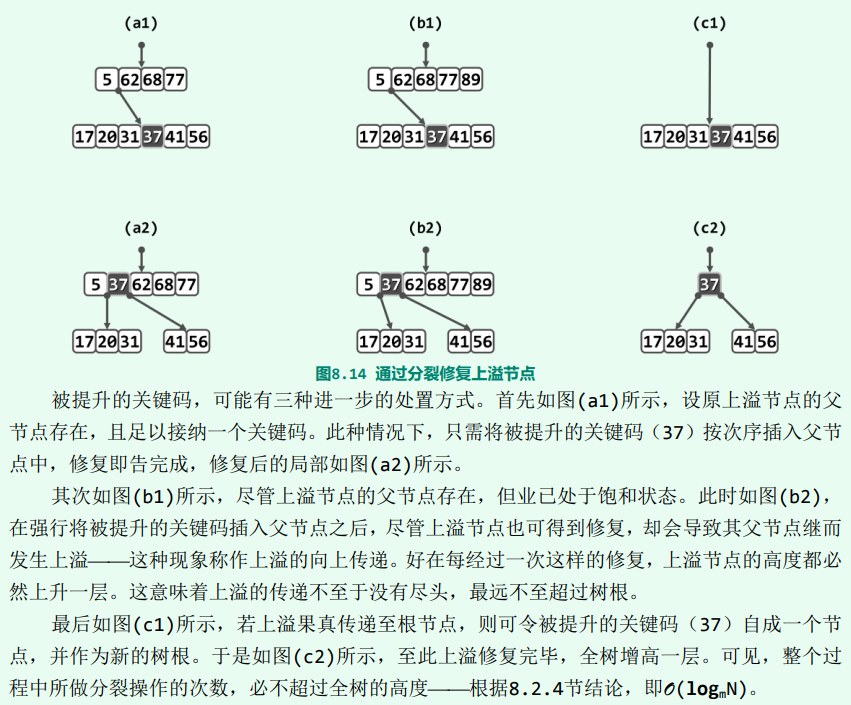 (a1) (b1) (c1)
5 62 68 77 5 62 68 77 89
17 20 31 37 41 56 17 20 31 37 41 56 17 20 31 37 41 56
(a2) (b2) (c2)
5 37 62 68 77 5 37 62 68 77 89 37
17 20 31 41 56 17 20 31 41 56 17 20 31 41 56
图8.14 通过分裂修复上溢节点
被提升的关键码，可能有三种进一步的处置方式。首先如图(a1)所示，设原上溢节点的父
节点存在，且足以接纳一个关键码。此种情况下，只需将被提升的关键码（37）按次序插入父节
点中，修复即告完成，修复后的局部如图(a2)所示。
其次如图(b1)所示，尽管上溢节点的父节点存在，但业已处于饱和状态。此时如图(b2)，
在强行将被提升的关键码插入父节点之后，尽管上溢节点也可得到修复，却会导致其父节点继而
发生上溢——这种现象称作上溢的向上传递。好在每经过一次这样的修复，上溢节点的高度都必
然上升一层。这意味着上溢的传递不至于没有尽头，最远不至超过树根。
最后如图(c1)所示，若上溢果真传递至根节点，则可令被提升的关键码（37）自成一个节
点，并作为新的树根。于是如图(c2)所示，至此上溢修复完毕，全树增高一层。可见，整个过
程中所做分裂操作的次数，必不超过全树的高度——根据8.2.4节结论，即O(logmN)。